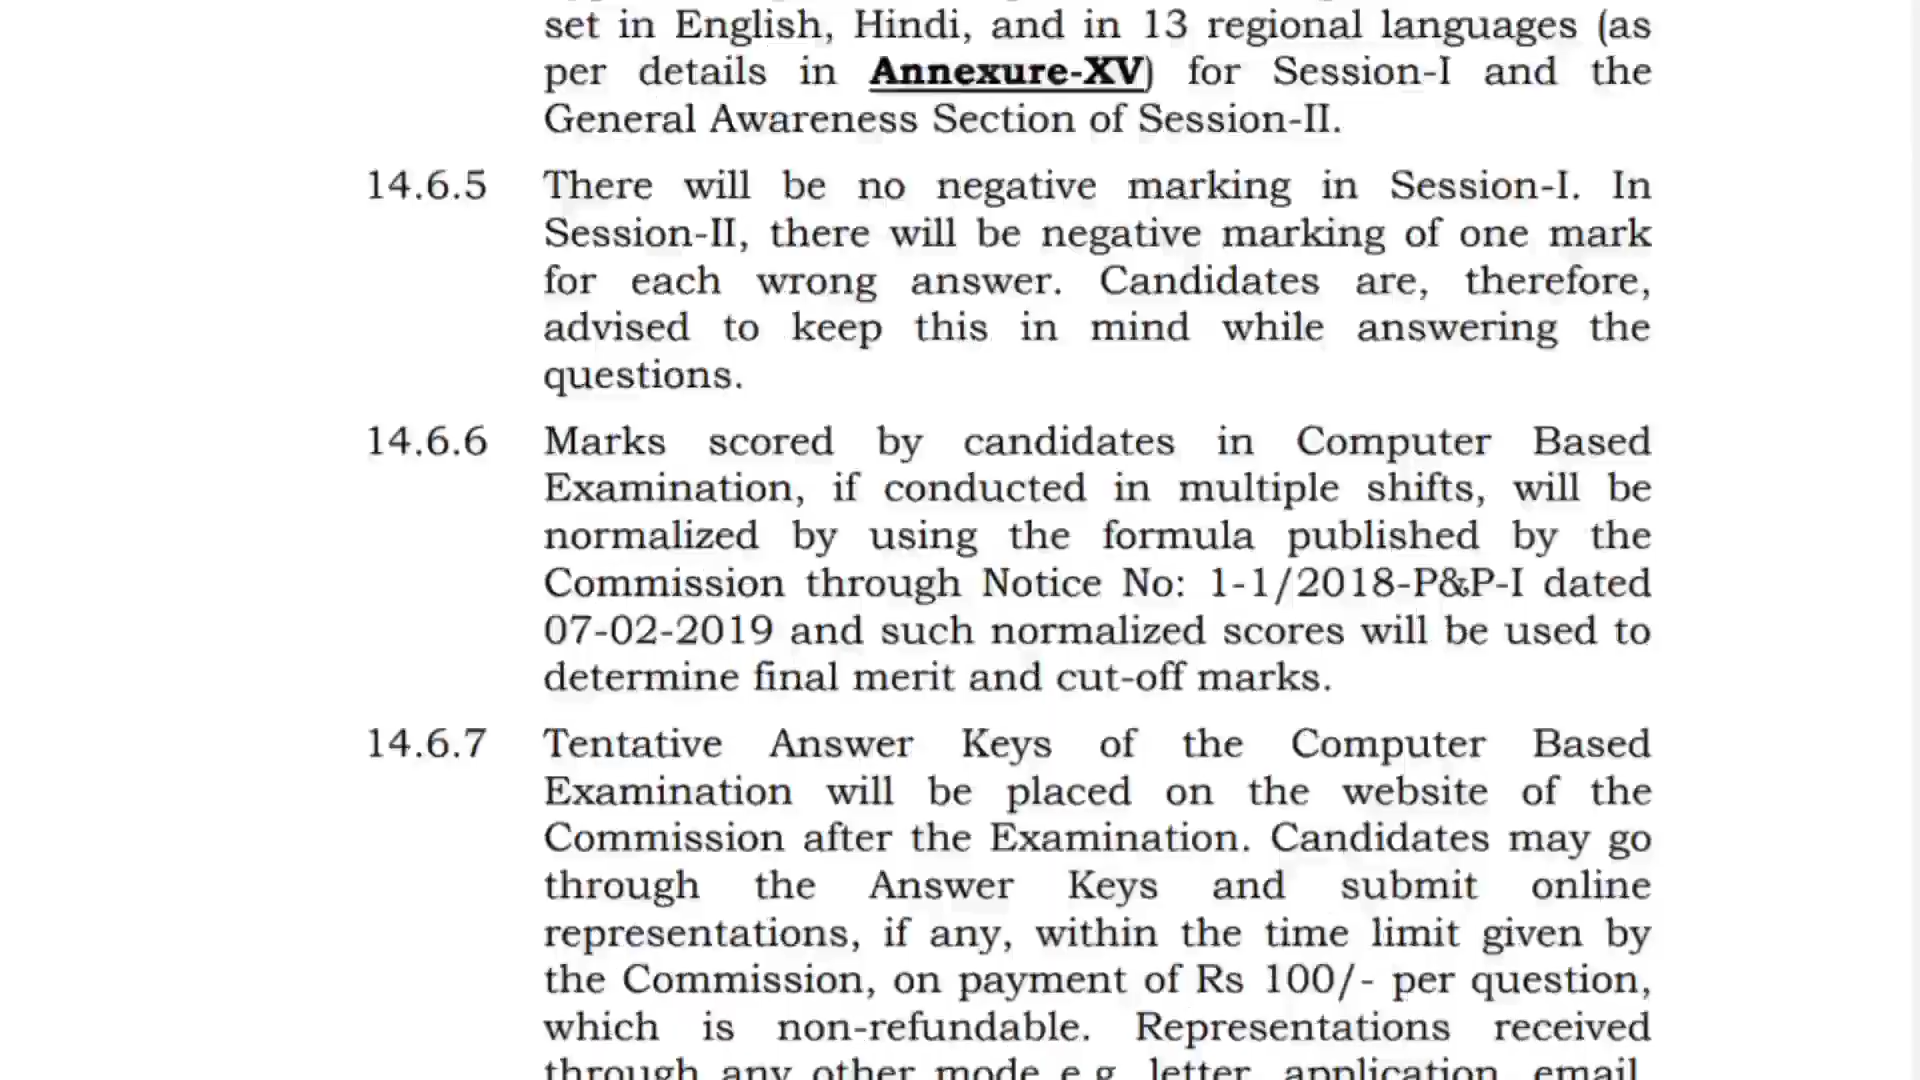 set in English, Hindi, and in 13 regional languages (as
per details in Annexure-XV) for Session-I and the
General Awareness Section of Session-II.
14.6.5 There will be no negative marking in Session-I. In
Session-II, there will be negative marking of one mark
for each wrong answer. Candidates are, therefore,
advised to keep this in mind while answering the
questions.
14.6.6 Marks scored by candidates in Computer Based
Examination, if conducted in multiple shifts, will be
normalized by using the formula published by the
Commission through Notice No: 1-1/2018-P&P-I dated
07-02-2019 and such normalized scores will be used to
determine final merit and cut-off marks.
14.6.7 Tentative Answer Keys of the Computer Based
Examination will be placed on the website of the
Commission after the Examination. Candidates may go
through the Answer Keys and submit online
representations, if any, within the time limit given by
the Commission, on payment of Rs 100/- per question,
which is non-refundable. Representations received
through any other mode e.g. letter, application, email,